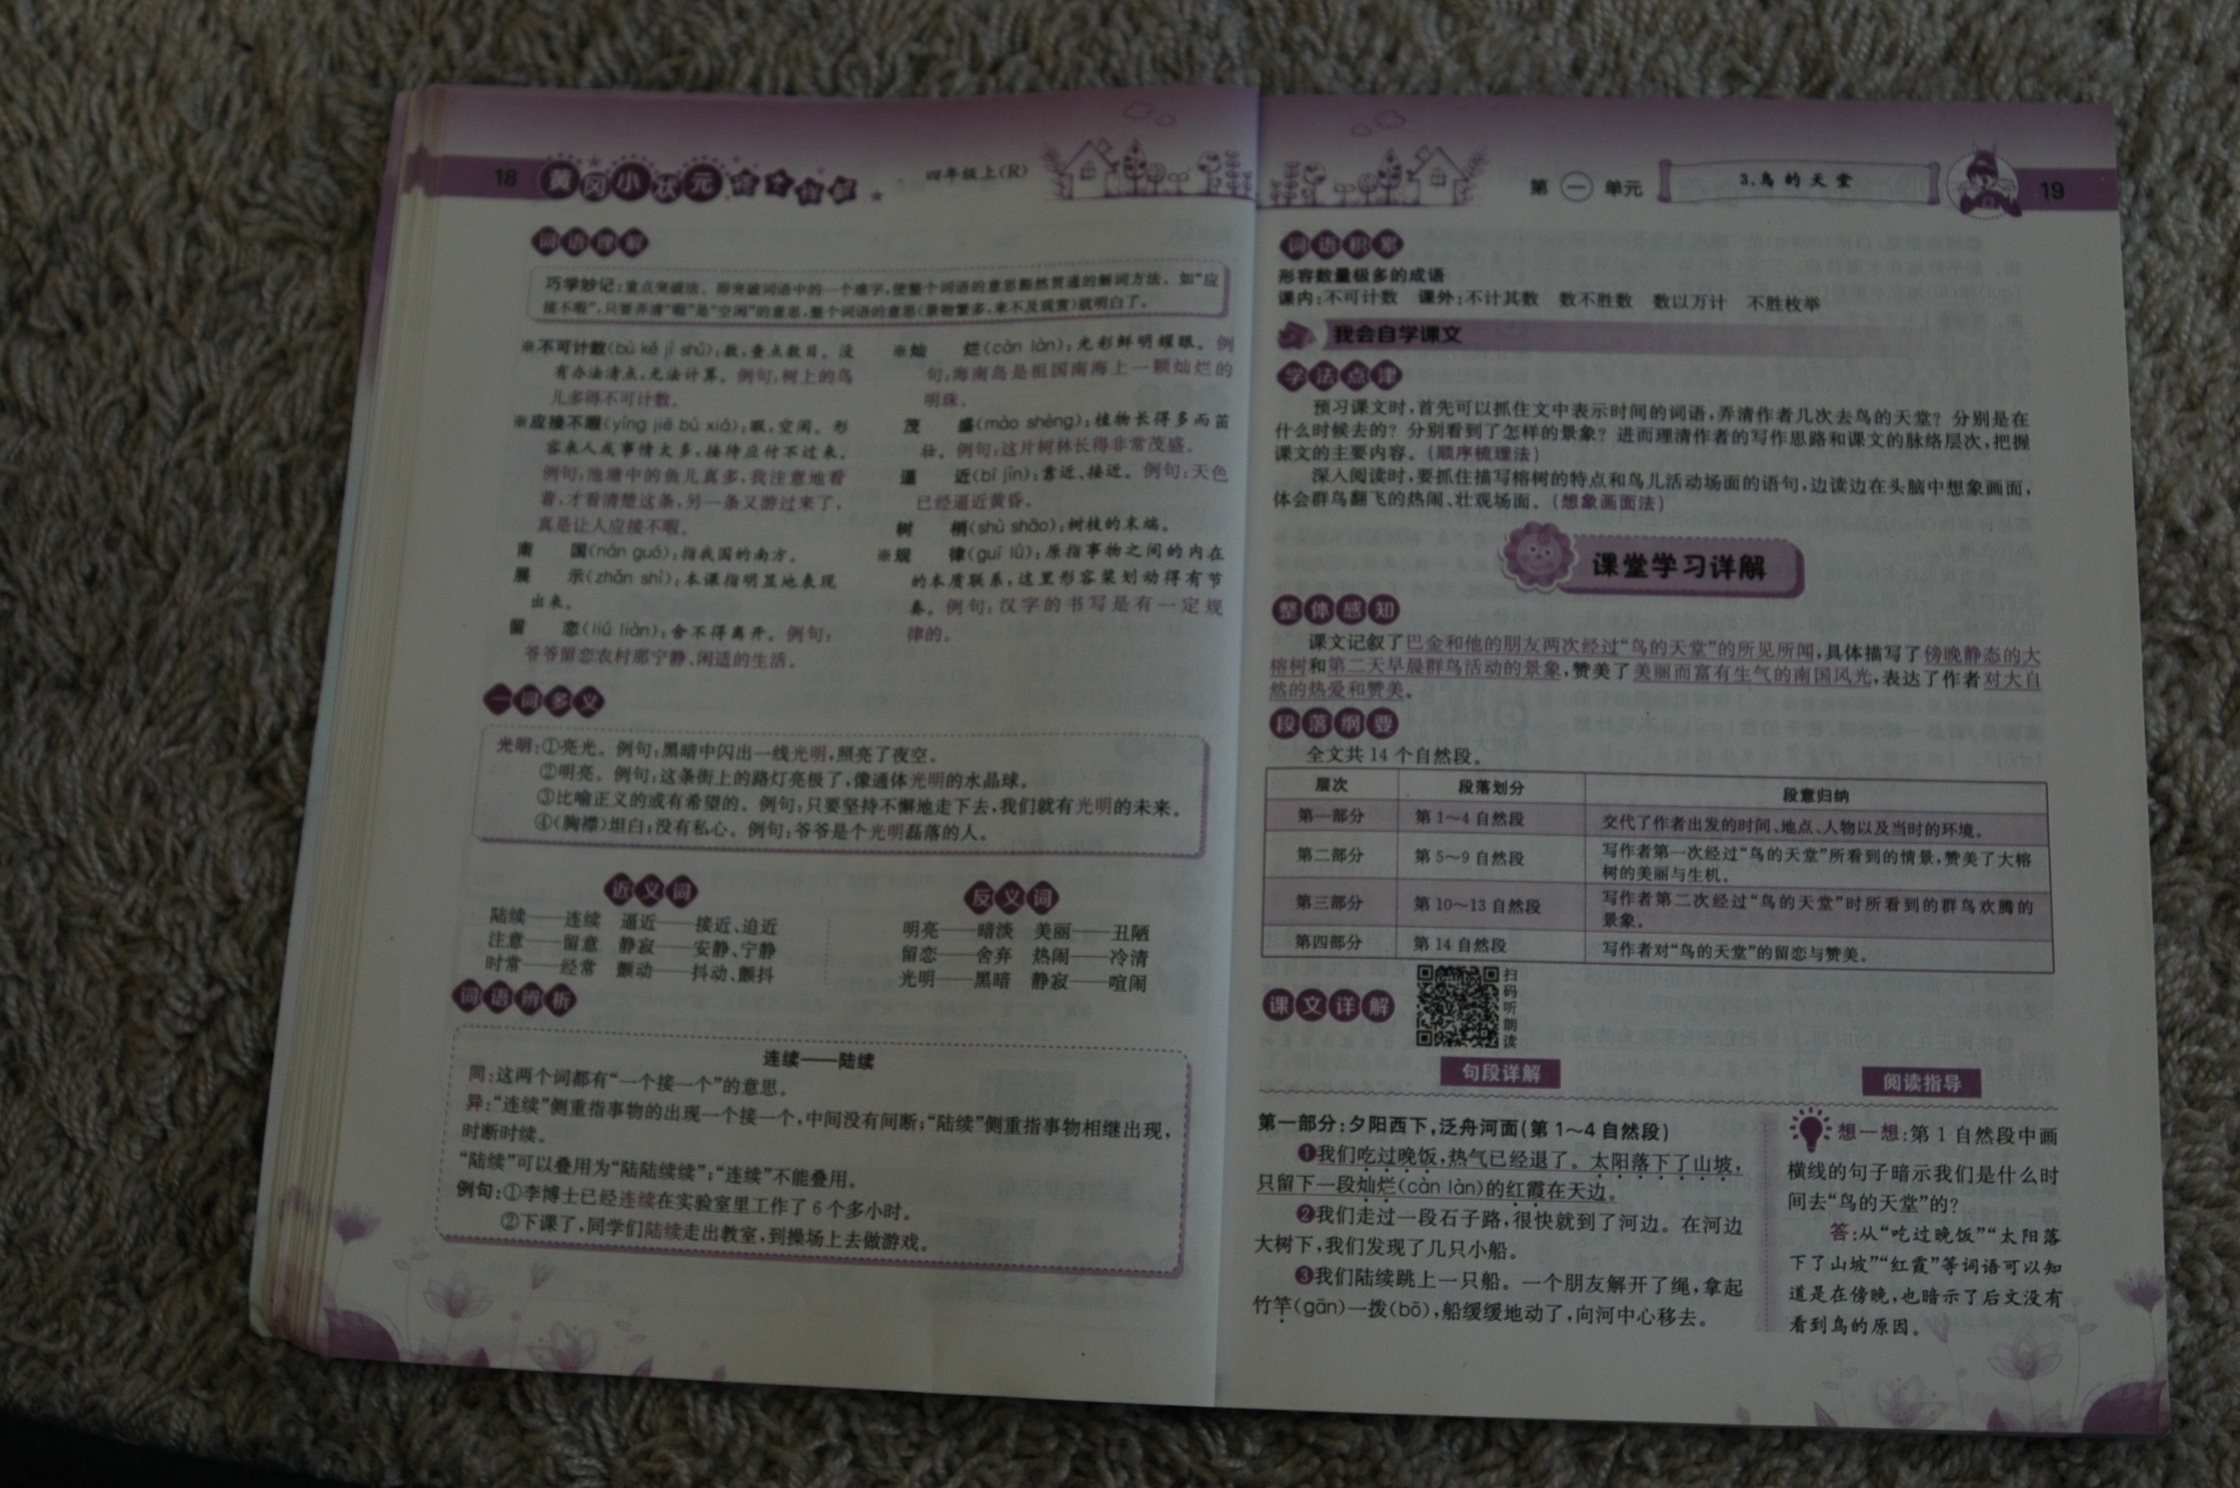 18 黄冈小状元 四年级上(R)
词语理解
巧学妙记:重点突破法。即突破词语中的一个难字,使整个词语的意思豁然贯通的解词方法。如“应
接不暇”,只要弄清“暇”是“空闲”的意思,整个词语的意思(景物繁多,来不及观赏)就明白了。
※不可计数(bù kě jì shǔ):数:查点数目。没
有办法清点,无法计算。例句:树上的鸟
儿多得不可计数。
※应接不暇(yìng jiē bù xiá):暇:空闲。形
容来人或事情太多,接待应付不过来。
例句:池塘中的鱼儿真多,我注意地看
着,才看清楚这条,另一条又游过来了,
真是让人应接不暇。
南 国(nán guó):指我国的南方。
展 示(zhǎn shì):本课指明显地表现
出来。
留 恋(liú liàn):舍不得离开。例句:
爷爷留恋农村那宁静、闲适的生活。
※灿 烂(càn làn):光彩鲜明耀眼。例
句:海南岛是祖国南海上一颗灿烂的
明珠。
茂 盛(mào shèng):植物长得多而茁
壮。例句:这片树林长得非常茂盛。
逼 近(bī jìn):靠近、接近。例句:天色
已经逼近黄昏。
树 梢(shù shāo):树枝的末端。
※规 律(guī lǜ):原指事物之间的内在
的本质联系,这里形容桨划动得有节
奏。例句:汉字的书写是有一定规
律的。
一词多义
光明:①亮光。例句:黑暗中闪出一线光明,照亮了夜空。
②明亮。例句:这条街上的路灯亮极了,像通体光明的水晶球。
③比喻正义的或有希望的。例句:只要坚持不懈地走下去,我们就有光明的未来。
④(胸襟)坦白;没有私心。例句:爷爷是个光明磊落的人。
近义词
陆续——连续 逼近——接近、迫近
注意——留意 静寂——安静、宁静
时常——经常 颤动——抖动、颤抖
反义词
明亮——暗淡 美丽——丑陋
留恋——舍弃 热闹——冷清
光明——黑暗 静寂——喧闹
词语辨析
连续——陆续
同:这两个词都有“一个接一个”的意思。
异:“连续”侧重指事物的出现一个接一个,中间没有间断;“陆续”侧重指事物相继出现,
时断时续。
“陆续”可以叠用为“陆陆续续”;“连续”不能叠用。
例句:①李博士已经连续在实验室里工作了6个多小时。
②下课了,同学们陆续走出教室,到操场上去做游戏。
第一单元 3.鸟的天堂 19
词语积累
形容数量极多的成语
课内:不可计数 课外:不计其数 数不胜数 数以万计 不胜枚举
我会自学课文
学法点津
预习课文时,首先可以抓住文中表示时间的词语,弄清作者几次去鸟的天堂?分别是在
什么时候去的?分别看到了怎样的景象?进而理清作者的写作思路和课文的脉络层次,把握
课文的主要内容。(顺序梳理法)
深入阅读时,要抓住描写榕树的特点和鸟儿活动场面的语句,边读边在头脑中想象画面,
体会群鸟翻飞的热闹、壮观场面。(想象画面法)
课堂学习详解
整体感知
课文记叙了巴金和他的朋友两次经过“鸟的天堂”的所见所闻,具体描写了傍晚静态的大
榕树和第二天早晨群鸟活动的景象,赞美了美丽而富有生气的南国风光,表达了作者对大自
然的热爱和赞美。
段落纲要
全文共14个自然段。
层次 段落划分 段意归纳
第一部分 第1~4自然段 交代了作者出发的时间、地点、人物以及当时的环境。
第二部分 第5~9自然段 写作者第一次经过“鸟的天堂”所看到的情景,赞美了大榕
树的美丽与生机。
第三部分 第10~13自然段 写作者第二次经过“鸟的天堂”时所看到的群鸟欢腾的
景象。
第四部分 第14自然段 写作者对“鸟的天堂”的留恋与赞美。
课文详解
扫码听朗读
句段详解
第一部分:夕阳西下,泛舟河面(第1~4自然段)
❶我们吃过晚饭,热气已经退了。太阳落下了山坡,
只留下一段灿烂(càn làn)的红霞在天边。
❷我们走过一段石子路,很快就到了河边。在河边
大树下,我们发现了几只小船。
❸我们陆续跳上一只船。一个朋友解开了绳,拿起
竹竿(gān)一拨(bō),船缓缓地动了,向河中心移去。
阅读指导
想一想:第1自然段中画
横线的句子暗示我们是什么时
间去“鸟的天堂”的?
答:从“吃过晚饭”“太阳落
下了山坡”“红霞”等词语可以知
道是在傍晚,也暗示了后文没有
看到鸟的原因。